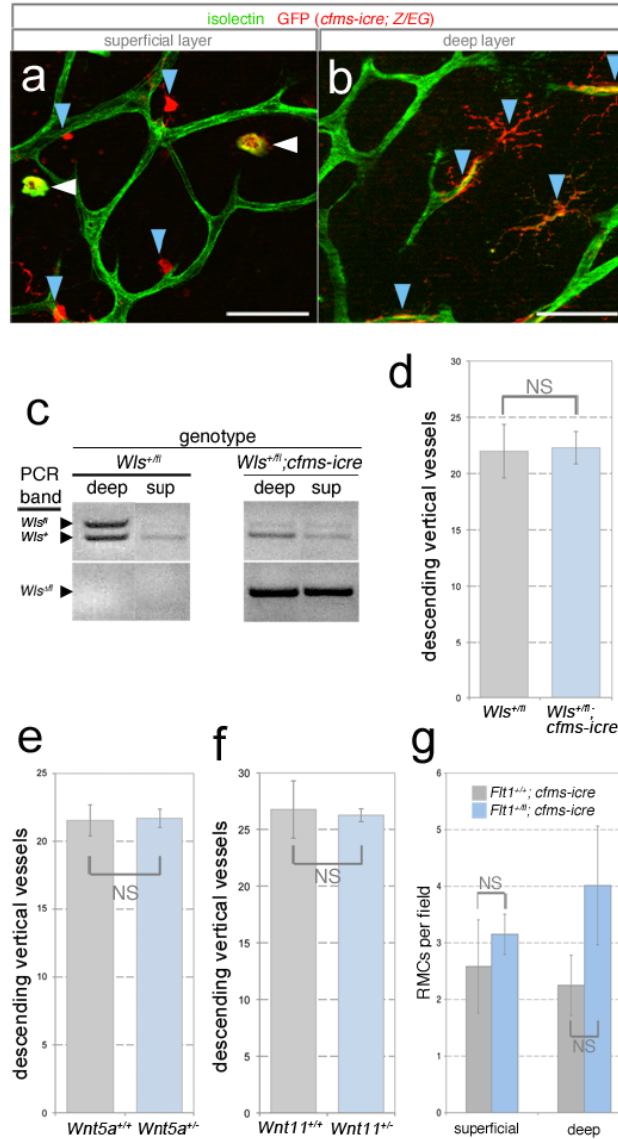 isolectin GFP (cfms-icre; Z/EG)
superficial layer
deep layer
a
b
c
genotype
Wls+/fl
Wls+/fl;cfms-icre
PCR
band
deep
sup
deep
sup
Wlsfl
Wls+
WlsΔfl
d
descending vertical vessels
30
25
20
15
10
5
0
NS
Wls+/fl
Wls+/fl;
cfms-icre
e
descending vertical vessels
25
20
15
10
5
0
NS
Wnt5a+/+
Wnt5a+/-
f
descending vertical vessels
30
25
20
15
10
5
0
NS
Wnt11+/+
Wnt11+/-
g
Flt1+/+; cfms-icre
Flt1+/fl; cfms-icre
RMCs per field
6
5
4
3
2
1
0
NS
NS
superficial
deep